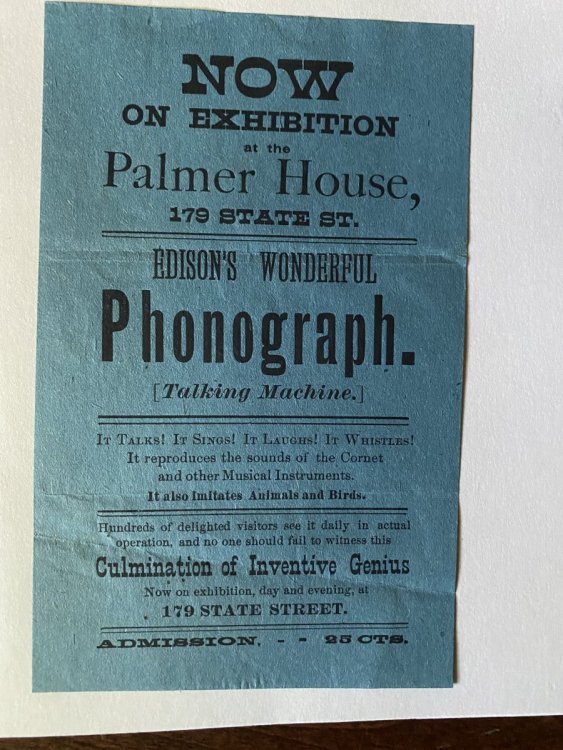 NOW
ON EXHIBITION
at the
Palmer House,
179 STATE ST.
EDISON'S WONDERFUL
Phonograph.
[Talking Machine.]
It Talks! It Sings! It Laughs! It Whistles!
It reproduces the sounds of the Cornet
and other Musical Instruments.
It also Imitates Animals and Birds.
Hundreds of delighted visitors see it daily in actual
operation, and no one should fail to witness this
Culmination of Inventive Genius
Now on exhibition, day and evening, at
179 STATE STREET.
ADMISSION, - - 25 CTS.